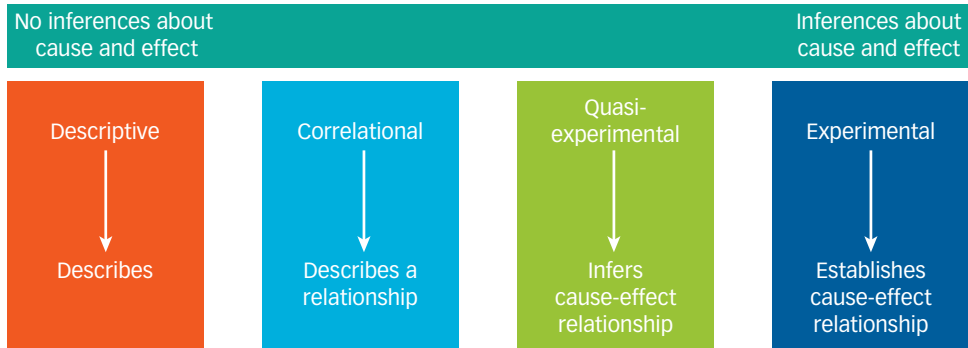 No inferences about
cause and effect
Inferences about
cause and effect
Descriptive
Describes
Correlational
Describes a
relationship
Quasi-
experimental
Infers
cause-effect
relationship
Experimental
Establishes
cause-effect
relationship